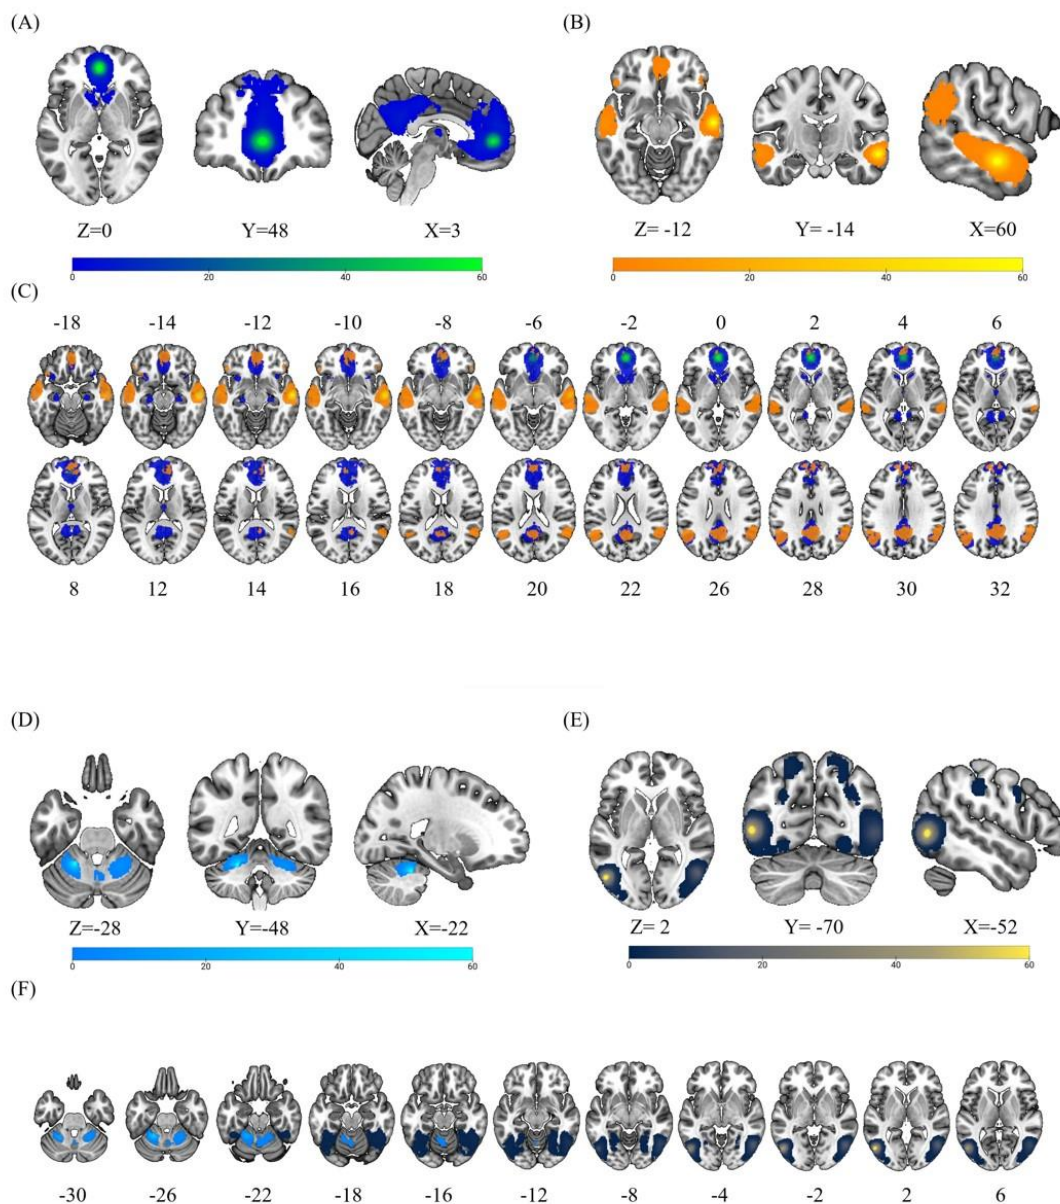 (A)
(B)
Z=0 Y=48 X=3
Z= -12 Y= -14 X=60
0 20 40 60
0 20 40 60
(C)
-18 -14 -12 -10 -8 -6 -2 0 2 4 6
8 12 14 16 18 20 22 26 28 30 32
(D)
(E)
Z=-28 Y=-48 X=-22
Z= 2 Y= -70 X=-52
0 20 40 60
0 20 40 60
(F)
-30 -26 -22 -18 -16 -12 -8 -4 -2 2 6